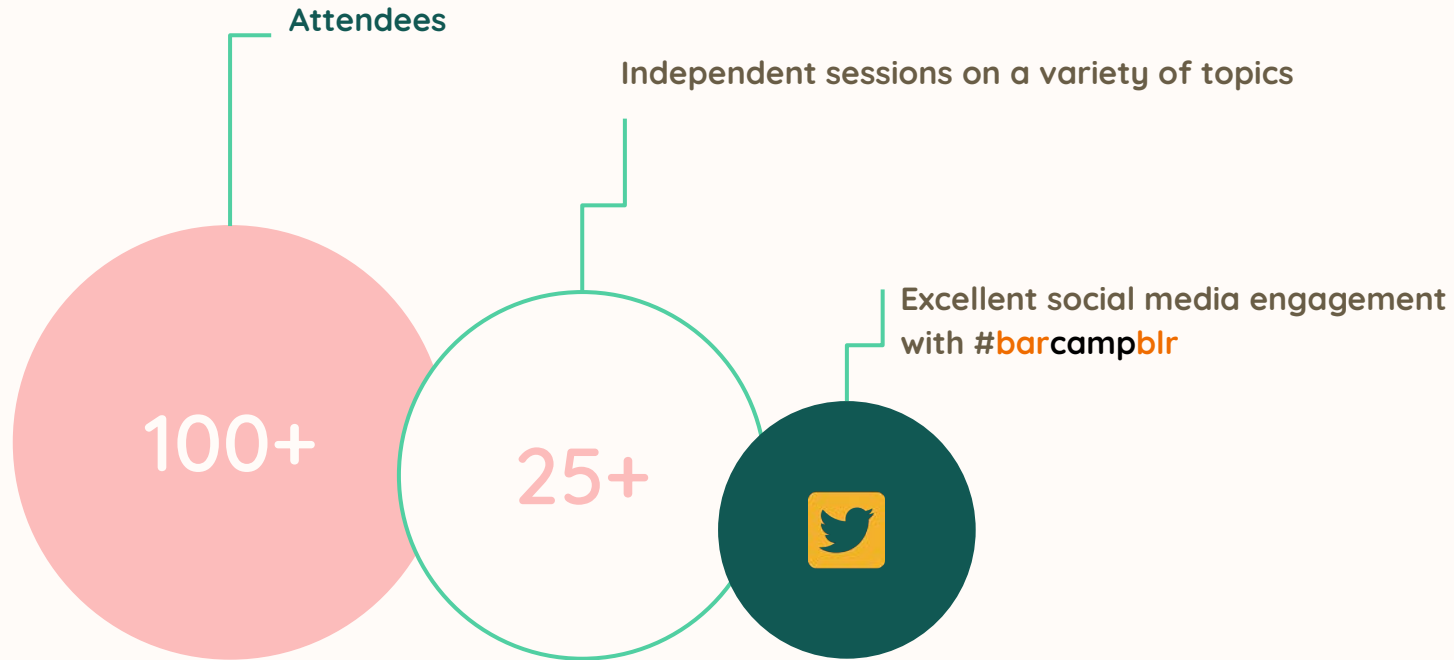 Attendees
Independent sessions on a variety of topics
Excellent social media engagement
with #barcampblr
100+
25+